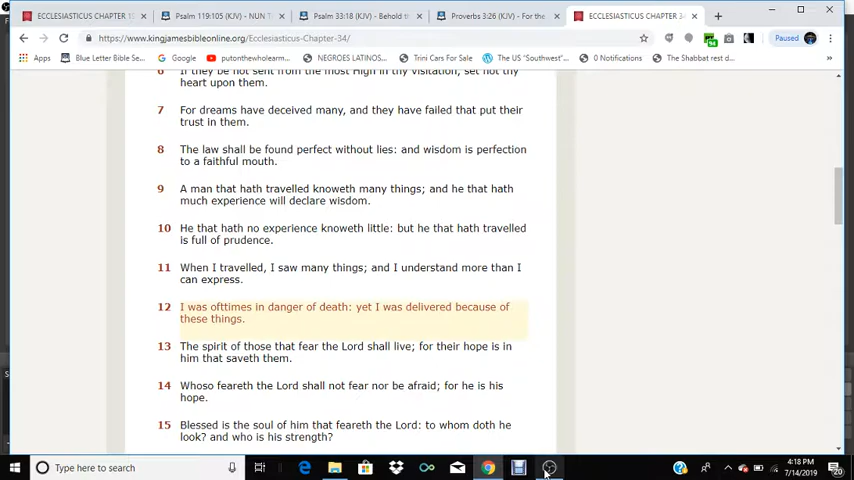 ECCLESIASTICUS CHAPTER 1
Psalm 119:105 (KJV) - NUN T
Psalm 33:18 (KJV) - Behold t
Proverbs 3:26 (KJV) - For the
ECCLESIASTICUS CHAPTER 34
https://www.kingjamesbibleonline.org/Ecclesiasticus-Chapter-34/
94
Paused
Apps
Blue Letter Bible Se
Google
putonthewholearm
NEGROES LITERAL
Trini Cars For Sale
The US "Southwest"
0 Notifications
The Shabbat rest d
6 If they be not sent from the most High in thy visitation, set not thy
heart upon them.
7 For dreams have deceived many, and they have failed that put their
trust in them.
8 The law shall be found perfect without lies: and wisdom is perfection
to a faithful mouth.
9 A man that hath travelled knoweth many things; and he that hath
much experience will declare wisdom.
10 He that hath no experience knoweth little: but he that hath travelled
is full of prudence.
11 When I travelled, I saw many things; and I understand more than I
can express.
12 I was ofttimes in danger of death: yet I was delivered because of
these things.
13 The spirit of those that fear the Lord shall live; for their hope is in
him that saveth them.
14 Whoso feareth the Lord shall not fear nor be afraid; for he is his
hope.
15 Blessed is the soul of him that feareth the Lord: to whom doth he
look? and who is his strength?
Type here to search
4:18 PM
7/14/2019
20